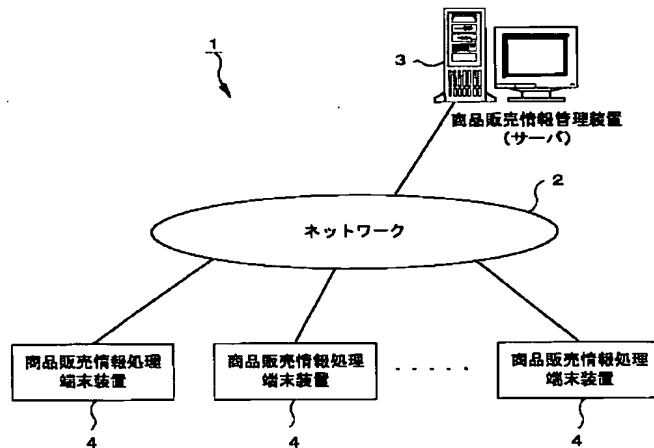 1
3
商品販売情報管理装置
(サーバ)
2
ネットワーク
商品販売情報処理
端末装置
商品販売情報処理
端末装置
商品販売情報処理
端末装置
4
4
4